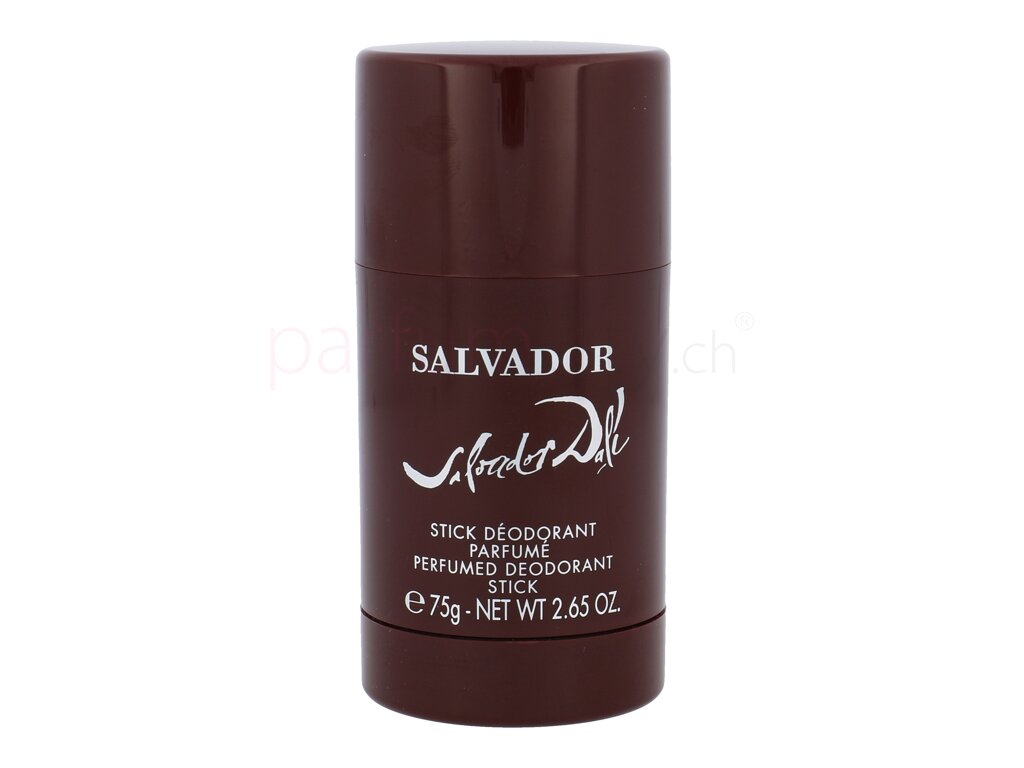 SALVADOR
Salvador Dalí
STICK DÉODORANT
PARFUMÉ
PERFUMED DEODORANT
STICK
℮ 75g - NET WT 2.65 OZ.